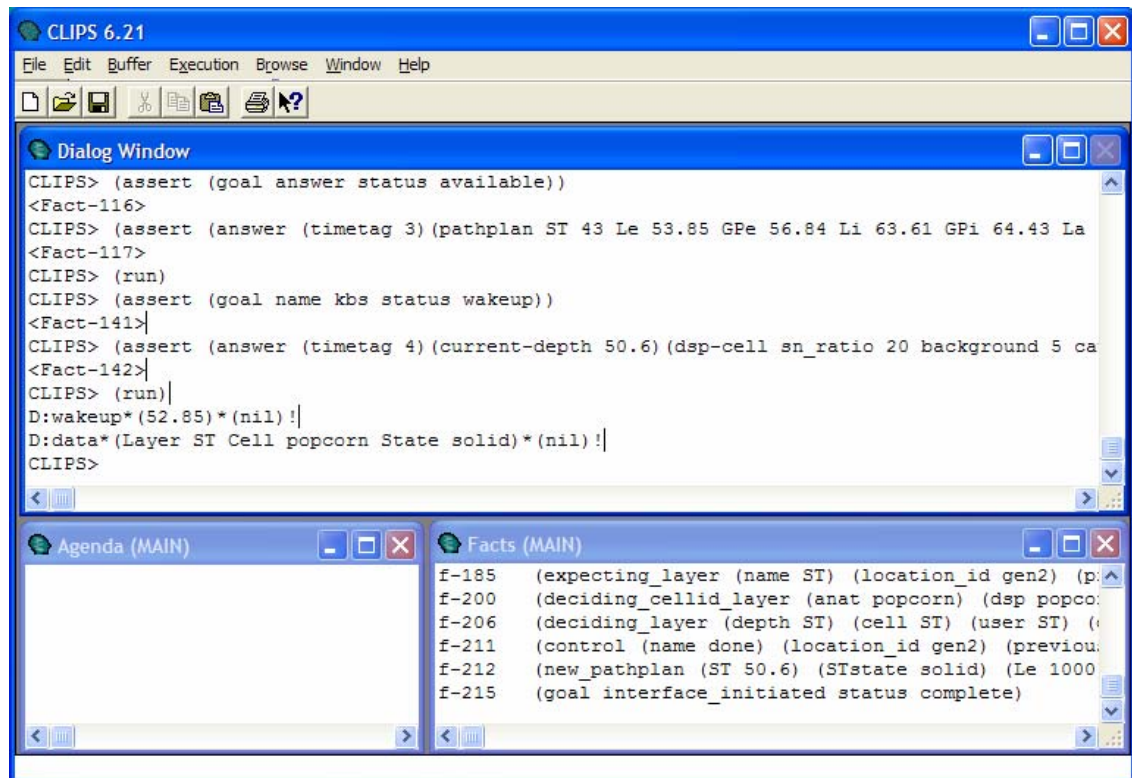 CLIPS 6.21
File Edit Buffer Execution Browse Window Help
Dialog Window
CLIPS> (assert (goal answer status available))
<Fact-116>
CLIPS> (assert (answer (timetag 3)(pathplan ST 43 Le 53.85 GPe 56.84 Li 63.61 GPi 64.43 La
<Fact-117>
CLIPS> (run)
CLIPS> (assert (goal name kbs status wakeup))
<Fact-141>
CLIPS> (assert (answer (timetag 4)(current-depth 50.6)(dsp-cell sn_ratio 20 background 5 ca
<Fact-142>
CLIPS> (run)
D:wakeup*(52.85)*(nil)!
D:data*(Layer ST Cell popcorn State solid)*(nil)!
CLIPS>
Agenda (MAIN)
Facts (MAIN)
f-185 (expecting_layer (name ST) (location_id gen2) (p
f-200 (deciding_cellid_layer (anat popcorn) (dsp popco
f-206 (deciding_layer (depth ST) (cell ST) (user ST) (
f-211 (control (name done) (location_id gen2) (previou
f-212 (new_pathplan (ST 50.6) (STstate solid) (Le 1000
f-215 (goal interface_initiated status complete)